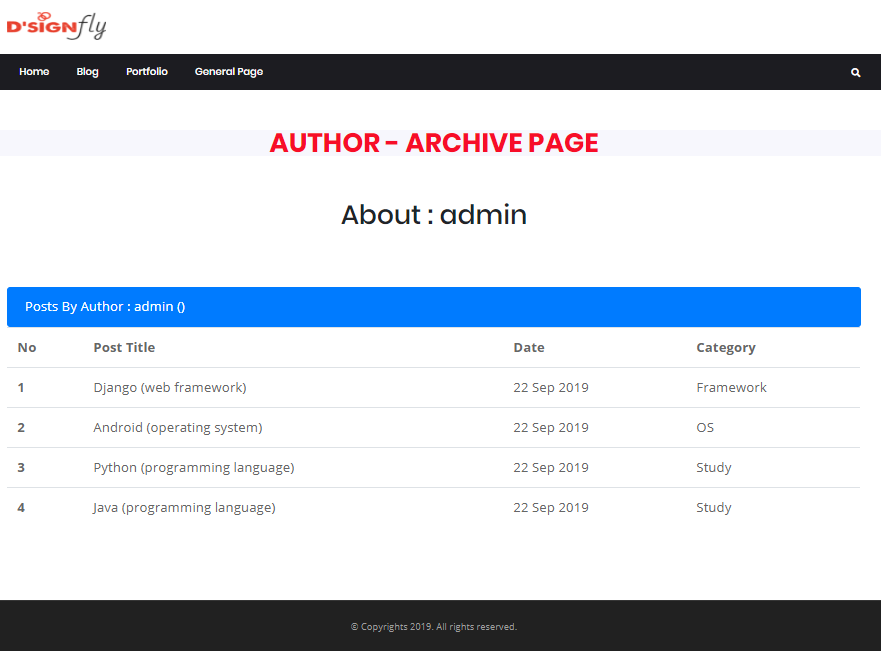 D'SIGNfly
Home Blog Portfolio General Page
AUTHOR - ARCHIVE PAGE
About : admin
Posts By Author : admin ()
No Post Title Date Category
1 Django (web framework) 22 Sep 2019 Framework
2 Android (operating system) 22 Sep 2019 OS
3 Python (programming language) 22 Sep 2019 Study
4 Java (programming language) 22 Sep 2019 Study
© Copyrights 2019. All rights reserved.